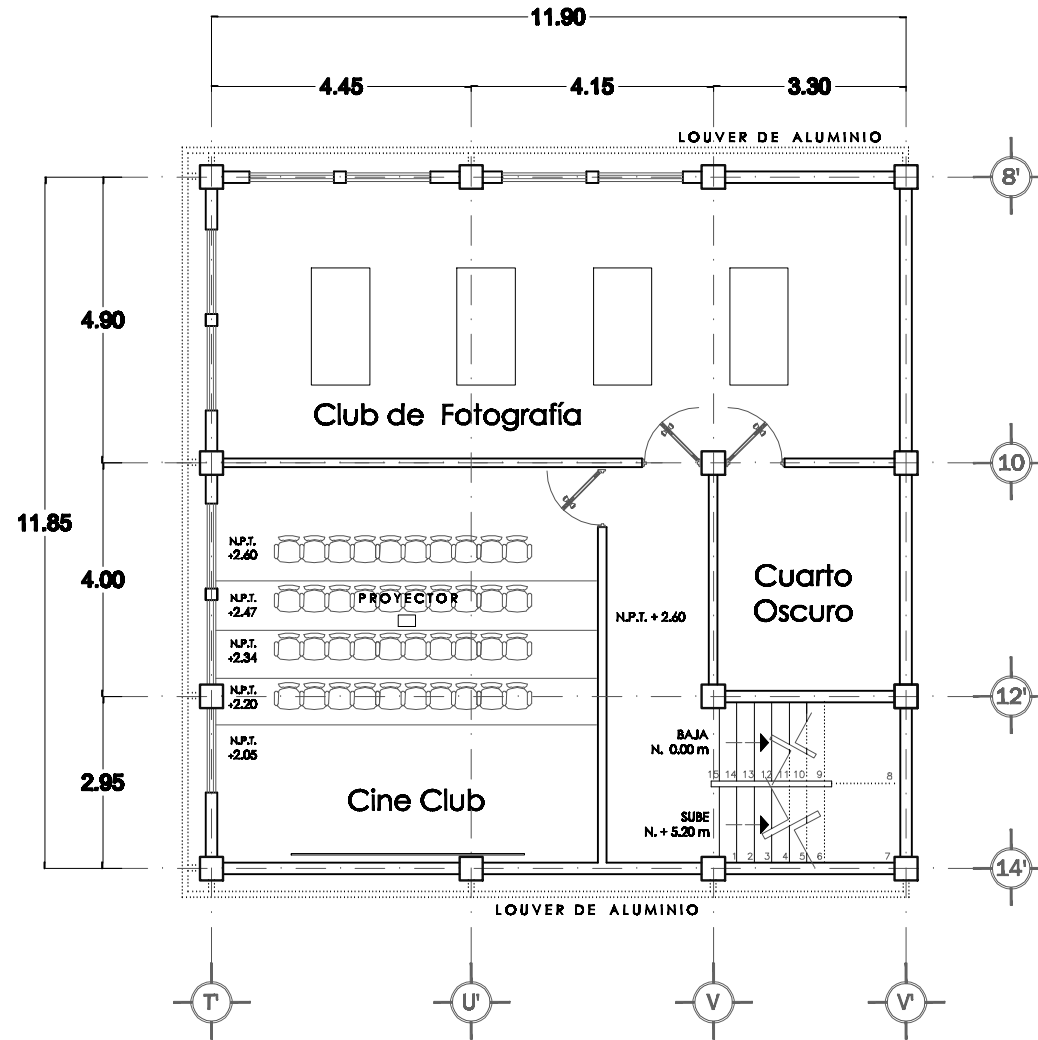 11.90
4.45 4.15 3.30
LOUVER DE ALUMINIO
8'
4.90
Club de Fotografía
10
11.85
N.P.T.
+2.60
4.00
Cuarto
Oscuro
N.P.T.
+2.47
PROYECTOR
N.P.T. + 2.60
N.P.T.
+2.34
N.P.T.
+2.20
12'
N.P.T.
+2.05
BAJA
N. 0.00 m
2.95
15 14 13 12 11 10 9 8
Cine Club
SUBE
N. + 5.20 m
1 2 3 4 5 6 7
14'
LOUVER DE ALUMINIO
T' U' V V'